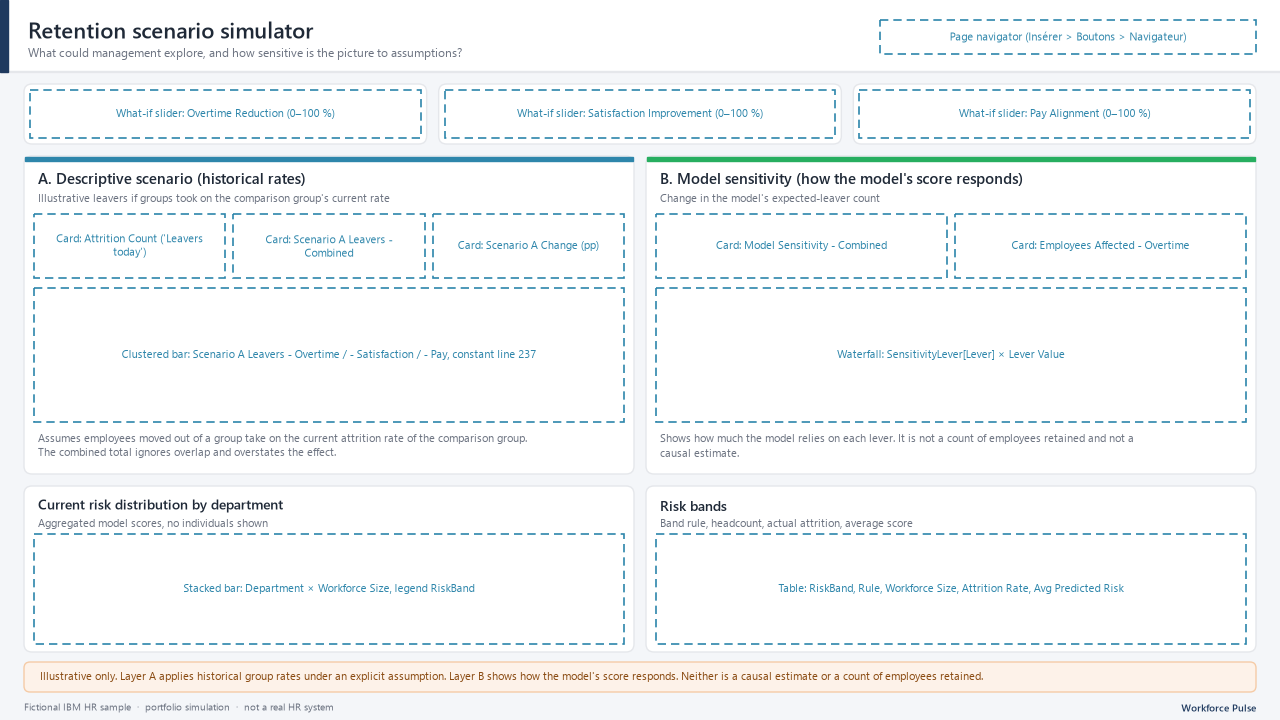 Retention scenario simulator
What could management explore, and how sensitive is the picture to assumptions?
Page navigator (Insérer > Boutons > Navigateur)
What-if slider: Overtime Reduction (0–100 %)
What-if slider: Satisfaction Improvement (0–100 %)
What-if slider: Pay Alignment (0–100 %)
A. Descriptive scenario (historical rates)
Illustrative leavers if groups took on the comparison group's current rate
Card: Attrition Count ('Leavers
today')
Card: Scenario A Leavers -
Combined
Card: Scenario A Change (pp)
Clustered bar: Scenario A Leavers - Overtime / - Satisfaction / - Pay, constant line 237
Assumes employees moved out of a group take on the current attrition rate of the comparison group.
The combined total ignores overlap and overstates the effect.
B. Model sensitivity (how the model's score responds)
Change in the model's expected-leaver count
Card: Model Sensitivity - Combined
Card: Employees Affected - Overtime
Waterfall: SensitivityLever[Lever] × Lever Value
Shows how much the model relies on each lever. It is not a count of employees retained and not a
causal estimate.
Current risk distribution by department
Aggregated model scores, no individuals shown
Stacked bar: Department × Workforce Size, legend RiskBand
Risk bands
Band rule, headcount, actual attrition, average score
Table: RiskBand, Rule, Workforce Size, Attrition Rate, Avg Predicted Risk
Illustrative only. Layer A applies historical group rates under an explicit assumption. Layer B shows how the model's score responds. Neither is a causal estimate or a count of employees retained.
Fictional IBM HR sample · portfolio simulation · not a real HR system
Workforce Pulse